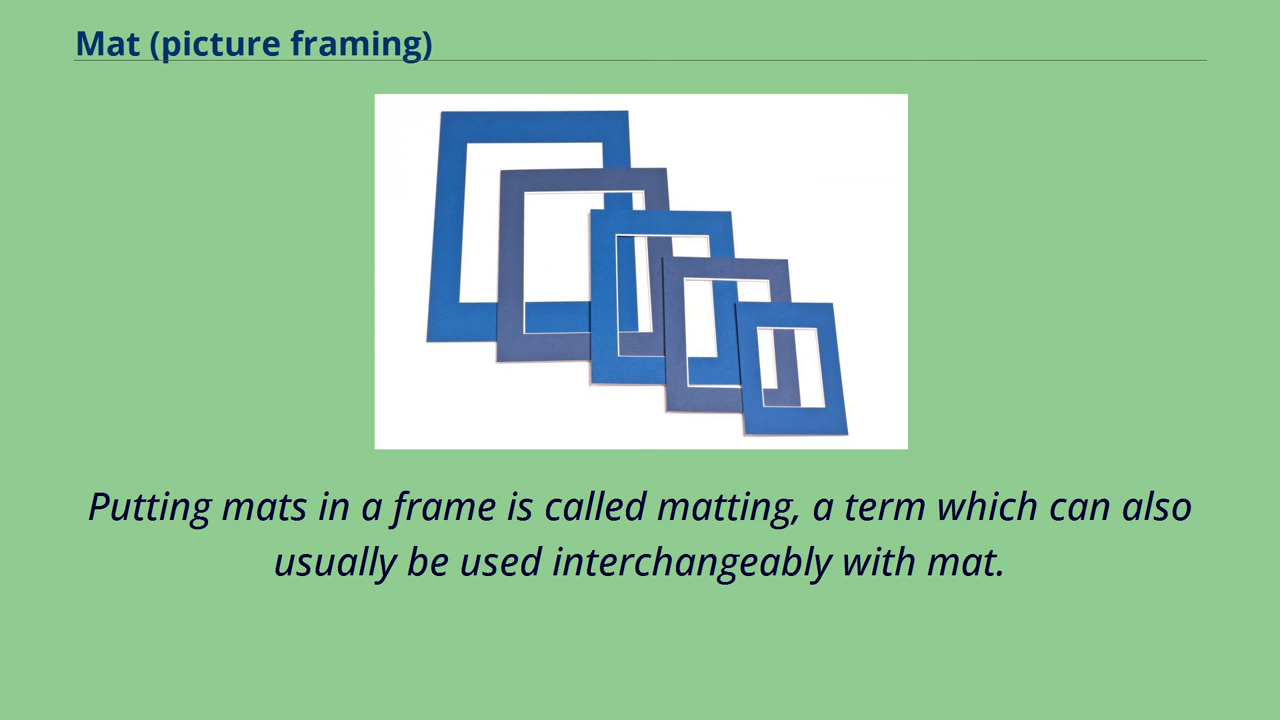 Mat (picture framing)
Putting mats in a frame is called matting, a term which can also
usually be used interchangeably with mat.